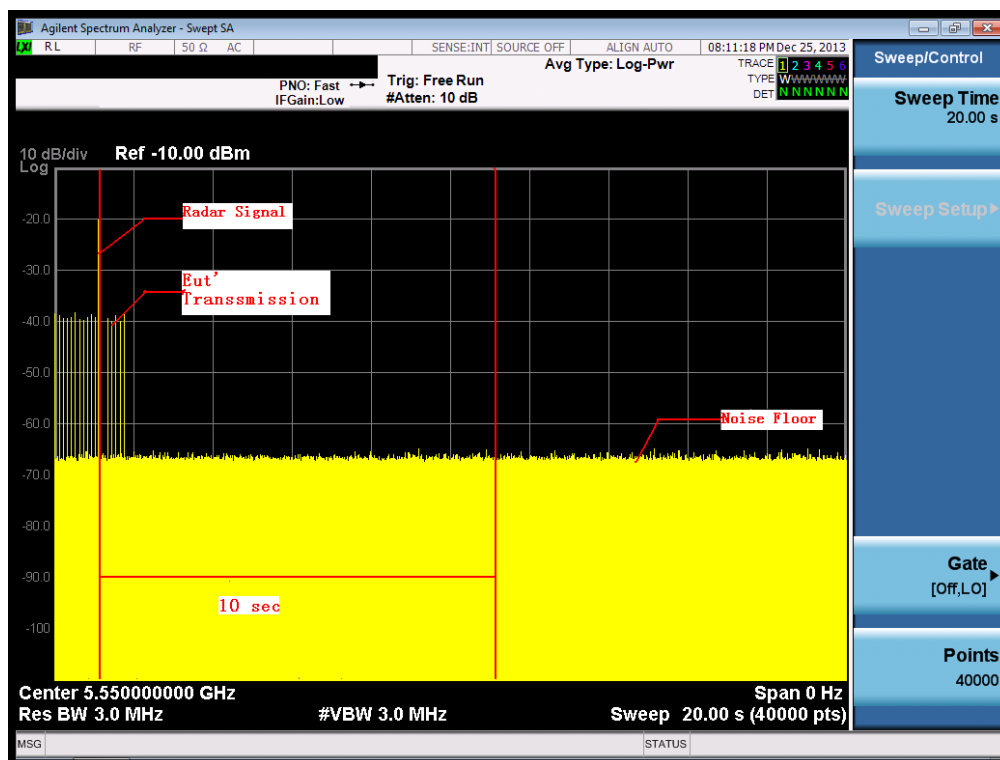 Agilent Spectrum Analyzer - Swept SA
LXI RL RF 50 Ω AC SENSE:INT SOURCE OFF ALIGN AUTO 08:11:18 PM Dec 25, 2013
Avg Type: Log-Pwr
TRACE 1 2 3 4 5 6
TYPE WWWWWW
DET N N N N N N
PNO: Fast
IFGain:Low
Trig: Free Run
#Atten: 10 dB
10 dB/div
Log
Ref -10.00 dBm
-20.0
-30.0
-40.0
-50.0
-60.0
-70.0
-80.0
-90.0
-100
Radar Signal
Eut'
Transsmission
Noise Floor
10 sec
Center 5.550000000 GHz
Span 0 Hz
Res BW 3.0 MHz
#VBW 3.0 MHz
Sweep 20.00 s (40000 pts)
MSG
STATUS
Sweep/Control
Sweep Time
20.00 s
Sweep Setup
Gate
[Off,LO]
Points
40000